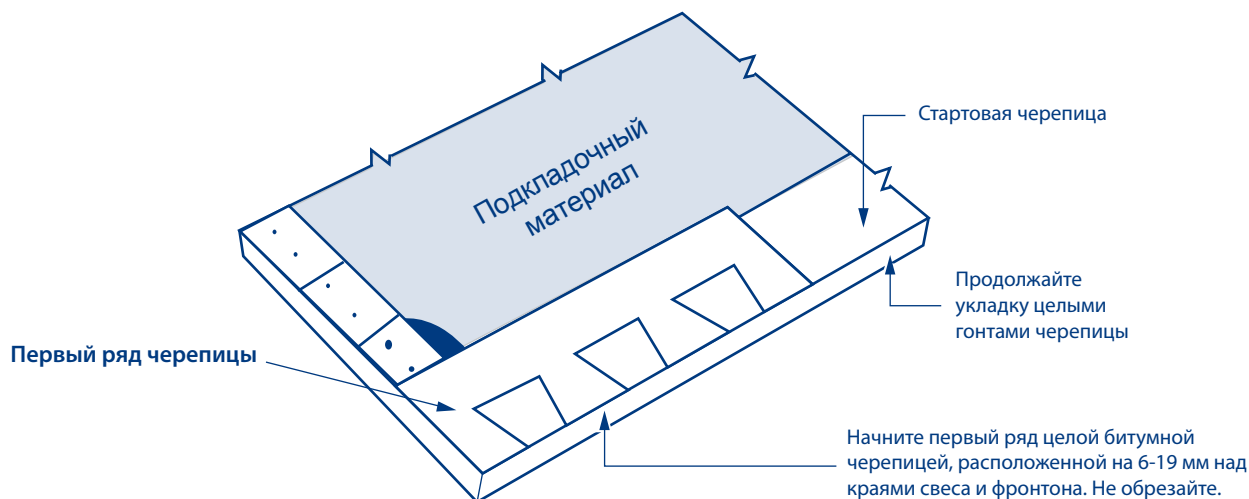 Подкладочный
материал
Стартовая черепица
Продолжайте
укладку целыми
гонтами черепицы
Первый ряд черепицы
Начните первый ряд целой битумной
черепицей, расположенной на 6-19 мм над
краями свеса и фронтона. Не обрезайте.